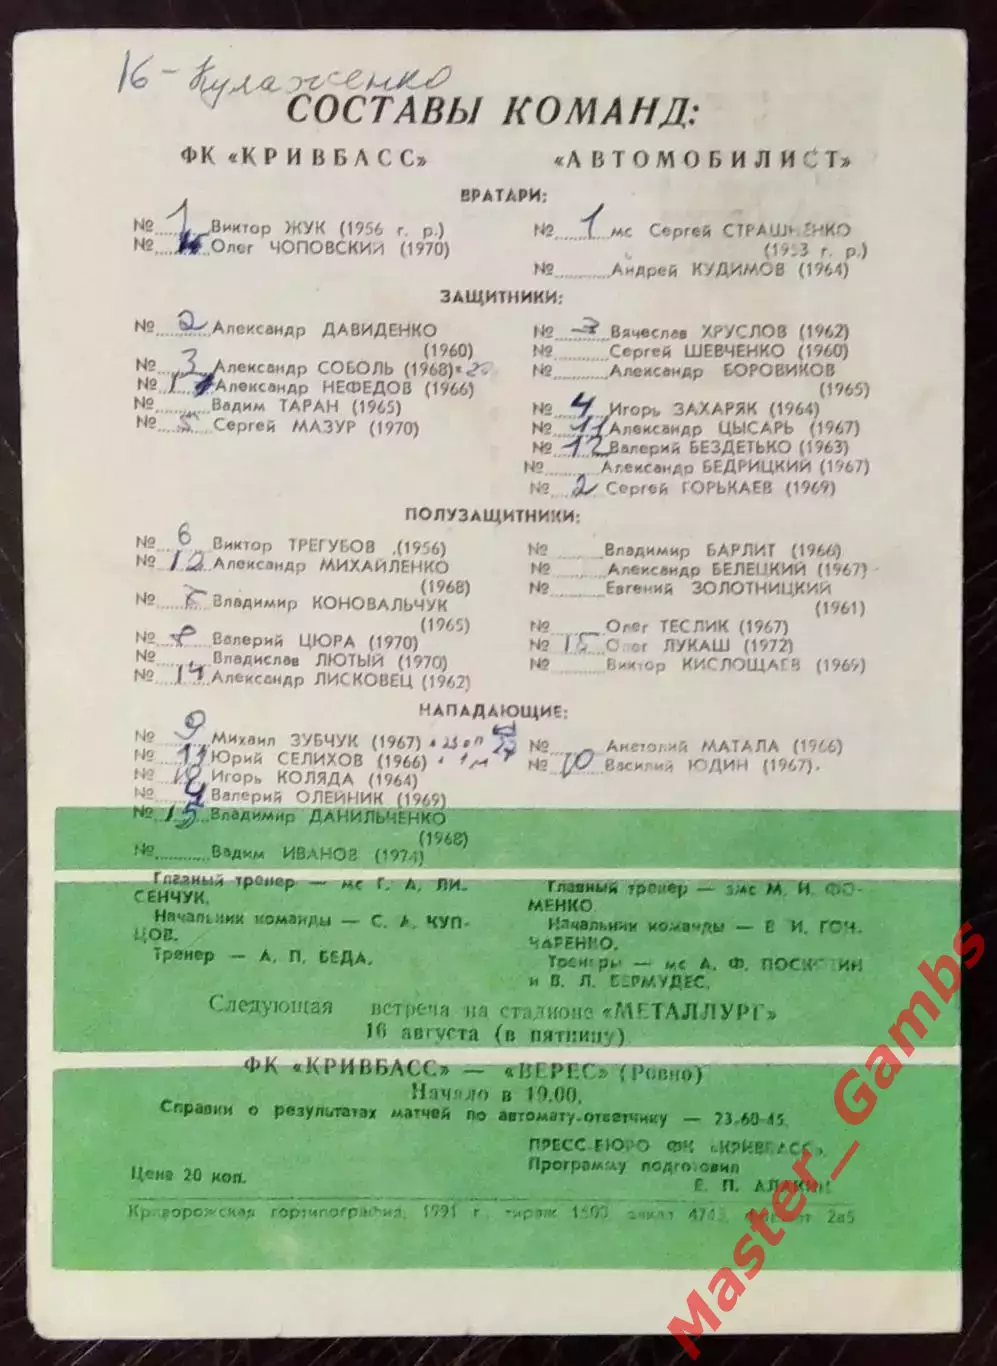 16 - Кулаженко
СОСТАВЫ КОМАНД:
ФК «КРИВБАСС» «АВТОМОБИЛИСТ»
ВРАТАРИ:
№ 1 Виктор ЖУК (1956 г. р.)
№ Олег ЧОПОВСКИЙ (1970)
№ 1 мс Сергей СТРАШНЕНКО
(1953 г. р.)
№ Андрей КУДИМОВ (1964)
ЗАЩИТНИКИ:
№ 2 Александр ДАВИДЕНКО
(1960)
№ 3 Александр СОБОЛЬ (1968)
№ Александр НЕФЕДОВ (1966)
№ Вадим ТАРАН (1965)
№ 5 Сергей МАЗУР (1970)
№ 3 Вячеслав ХРУСЛОВ (1962)
№ Сергей ШЕВЧЕНКО (1960)
№ Александр БОРОВИКОВ
(1965)
№ 4 Игорь ЗАХАРЯК (1964)
№ 11 Александр ЦЫСАРЬ (1967)
№ 12 Валерий БЕЗДЕТЬКО (1963)
№ Александр БЕДРИЦКИЙ (1967)
№ 2 Сергей ГОРЬКАЕВ (1969)
ПОЛУЗАЩИТНИКИ:
№ 6 Виктор ТРЕГУБОВ (1956)
№ 12 Александр МИХАЙЛЕНКО
(1968)
№ Владимир КОНОВАЛЬЧУК
(1965)
№ 8 Валерий ЦЮРА (1970)
№ Владислав ЛЮТЫЙ (1970)
№ 14 Александр ЛИСКОВЕЦ (1962)
№ Владимир БАРЛИТ (1966)
№ Александр БЕЛЕЦКИЙ (1967)
№ Евгений ЗОЛОТНИЦКИЙ
(1961)
№ Олег ТЕСЛИК (1967)
№ 15 Олег ЛУКАШ (1972)
№ Виктор КИСЛОЩАЕВ (1969)
НАПАДАЮЩИЕ:
№ 9 Михаил ЗУБЧУК (1967)
№ 11 Юрий СЕЛИХОВ (1966)
№ 10 Игорь КОЛЯДА (1964)
№ Валерий ОЛЕЙНИК (1969)
№ 15 Владимир ДАНИЛЬЧЕНКО
(1968)
№ Вадим ИВАНОВ (1974)
№ Анатолий МАТАЛА (1966)
№ 10 Василий ЮДИН (1967).
Главный тренер — мс Г. А. ЛИ-
СЕНЧУК.
Начальник команды — С. А. КУП-
ЦОВ.
Тренер — А. П. БЕДА.
Главный тренер — змс М. И. ФО-
МЕНКО.
Начальник команды — В. И. ГОН-
ЧАРЕНКО.
Тренеры — мс А. Ф. ПОСКОТИН
и В. Л. БЕРМУДЕС.
Следующая встреча на стадионе «МЕТАЛЛУРГ»
16 августа (в пятницу)
ФК «КРИВБАСС» — «ВЕРЕС» (Ровно)
Начало в 19.00.
Справки о результатах матчей по автомату-ответчику — 23-60-45.
ПРЕСС-БЮРО ФК «КРИВБАСС».
Программу подготовил
Е. П. АЛАКИН
Цена 20 коп.
Криворожская гортипография, 1991 г., тираж 1500, заказ 4743, формат 2а5
Master_Gambs